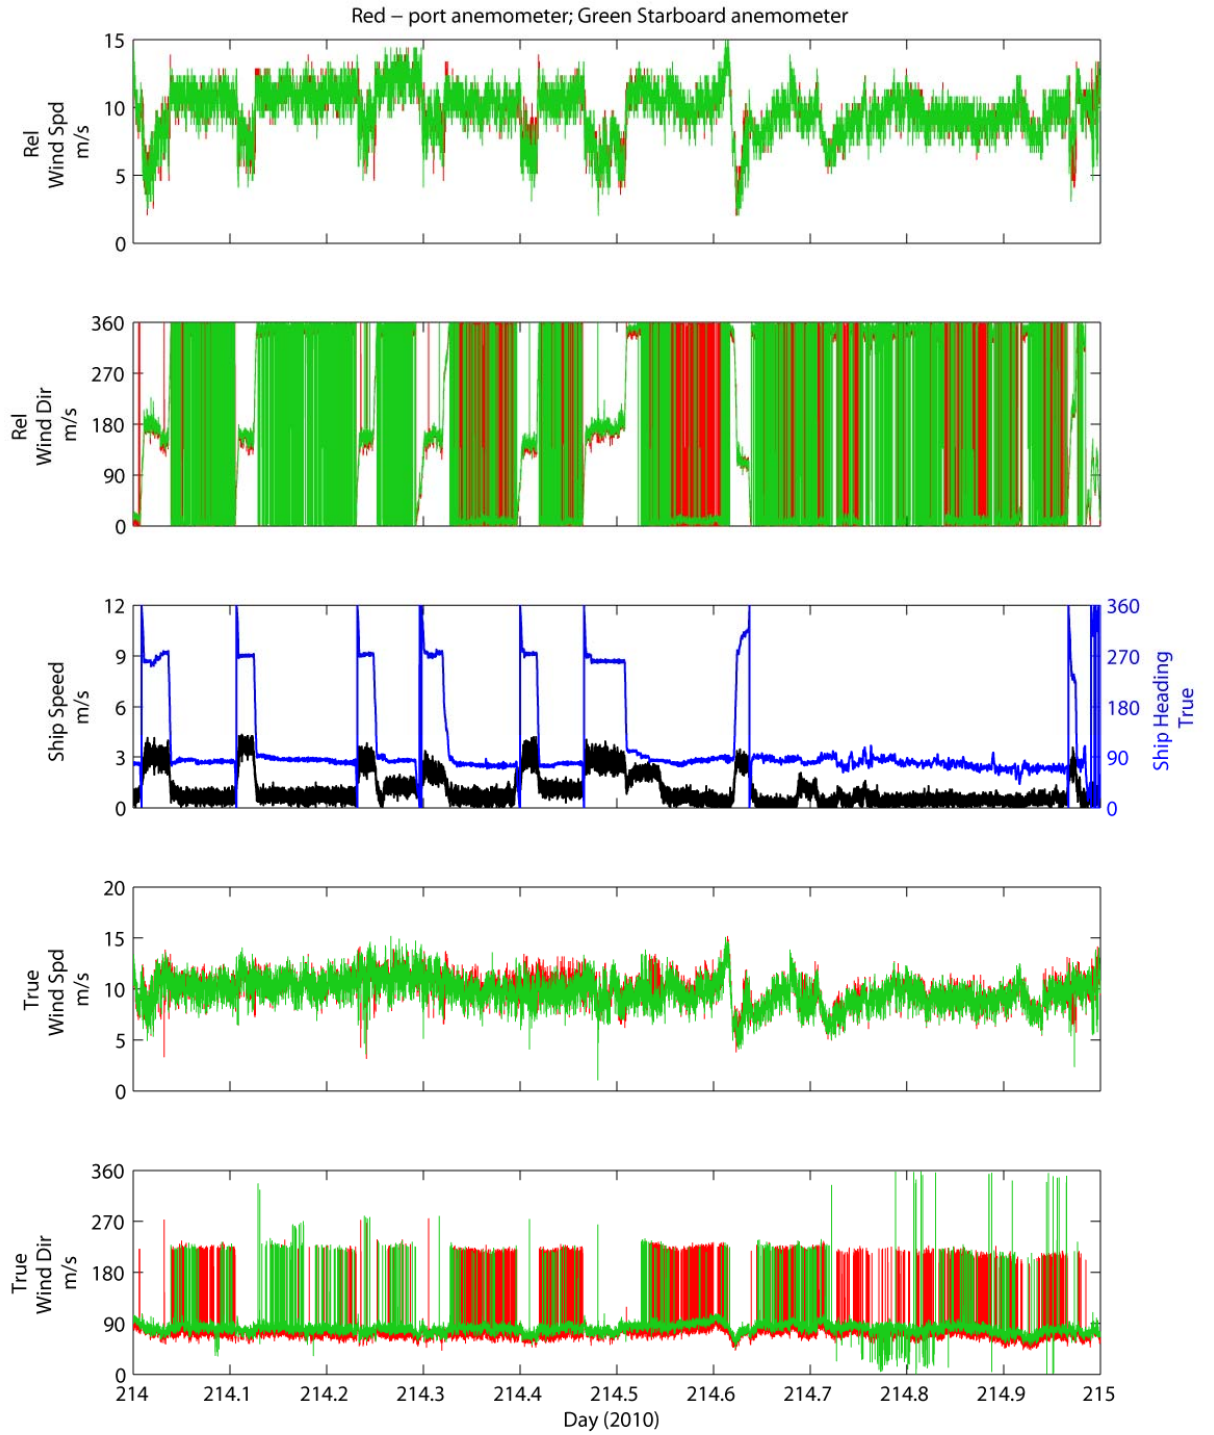 Red – port anemometer; Green Starboard anemometer
15
10
5
0
Rel
Wind Spd
m/s
360
270
180
90
0
Rel
Wind Dir
m/s
12
9
6
3
0
Ship Speed
m/s
360
270
180
90
0
Ship Heading
True
20
15
10
5
0
True
Wind Spd
m/s
360
270
180
90
0
True
Wind Dir
m/s
214 214.1 214.2 214.3 214.4 214.5 214.6 214.7 214.8 214.9 215
Day (2010)